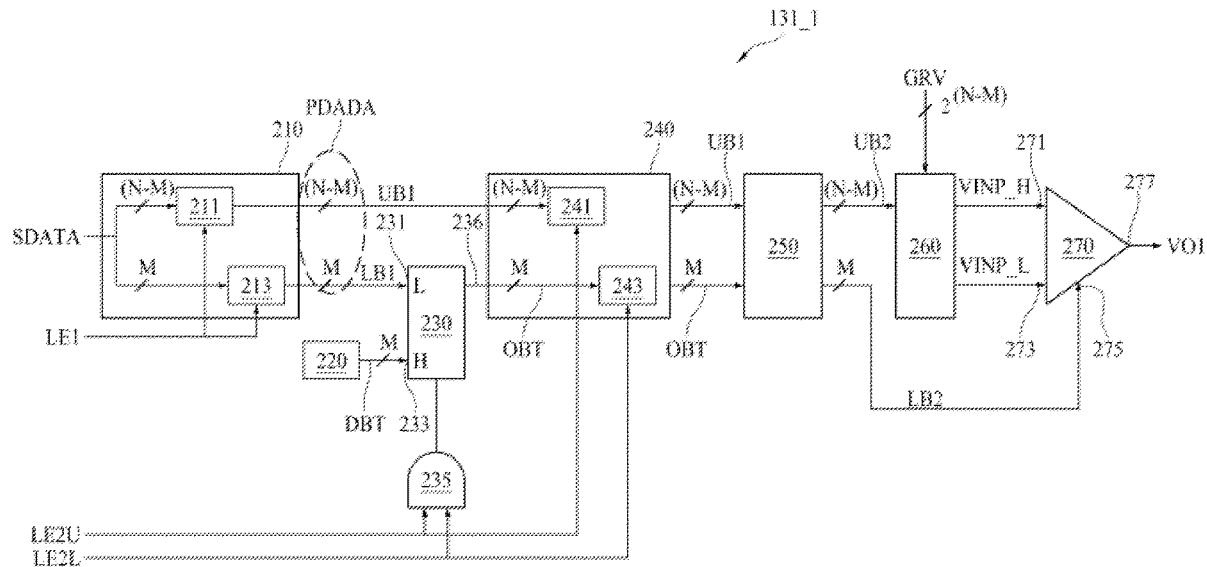 131_1
GRV
2(N-M)
PDADA
210
240
UB1
UB2
271
(N-M)
(N-M)
UB1
(N-M)
(N-M)
(N-M)
VINP_H
277
211
231
236
241
SDATA
250
260
270
VO1
M
213
M
LB1
L
M
243
M
M
VINP_L
LE1
230
OBT
OBT
273
275
220
M
H
DBT
233
LB2
235
LE2U
LE2L